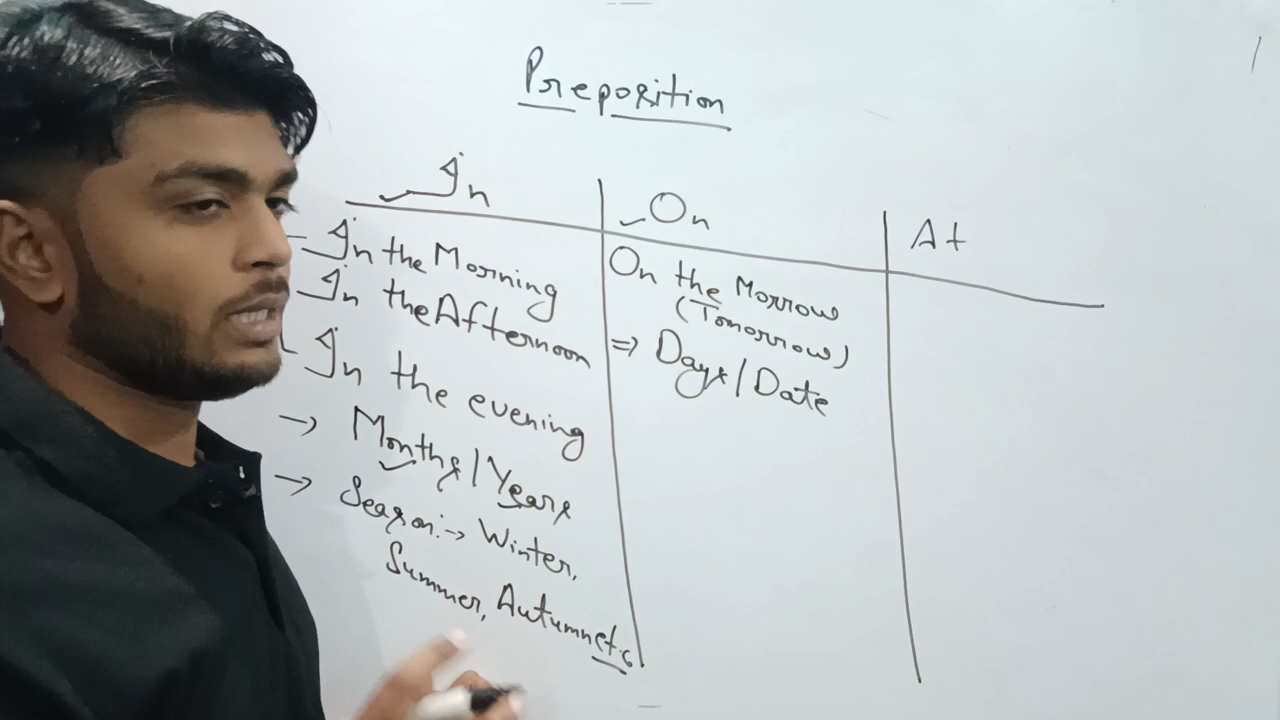 Preposition
In
On
At
In the Morning
In the Afternoon
In the evening
→ Months/Years
→ Season:→ Winter,
Summer, Autumn etc
On the Morrow
(Tomorrow)
⇒ Days/Date